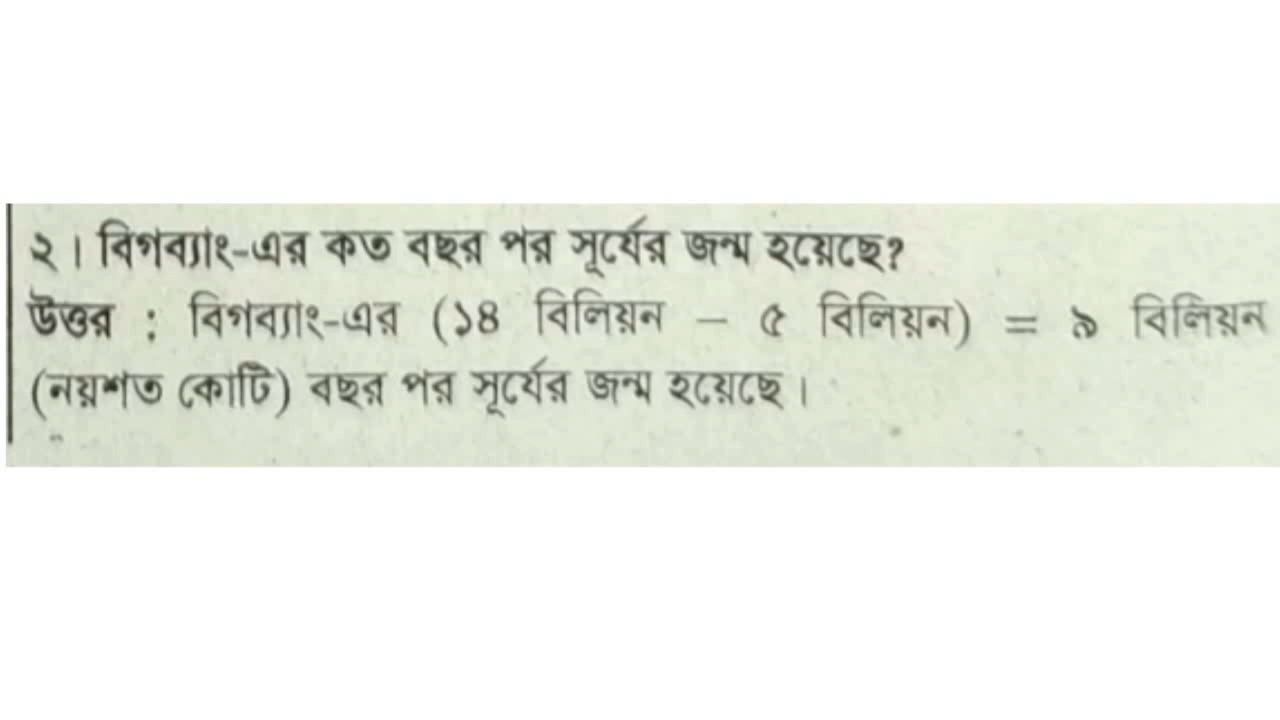 ২। বিগব্যাং-এর কত বছর পর সূর্যের জন্ম হয়েছে?
উত্তর : বিগব্যাং-এর (১৪ বিলিয়ন – ৫ বিলিয়ন) = ৯ বিলিয়ন
(নয়শত কোটি) বছর পর সূর্যের জন্ম হয়েছে।